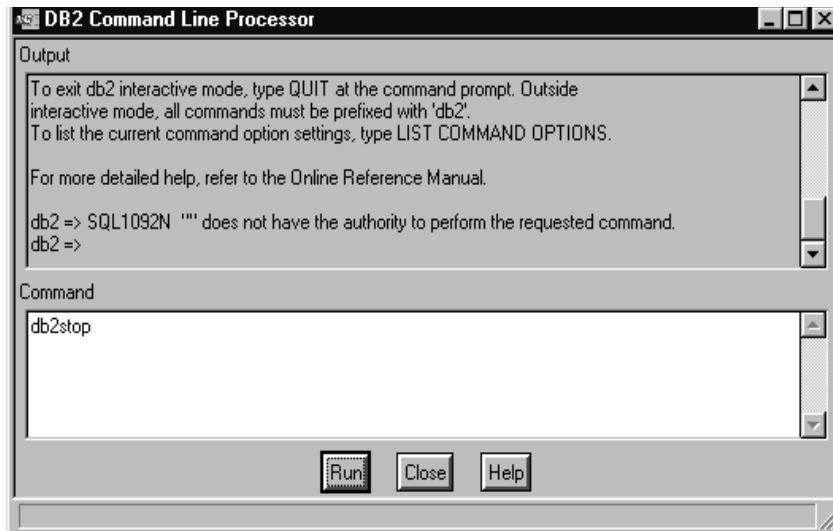 DB2 Command Line Processor
Output
To exit db2 interactive mode, type QUIT at the command prompt. Outside
interactive mode, all commands must be prefixed with 'db2'.
To list the current command option settings, type LIST COMMAND OPTIONS.
For more detailed help, refer to the Online Reference Manual.
db2 => SQL1092N "" does not have the authority to perform the requested command.
db2 =>
Command
db2stop
Run Close Help